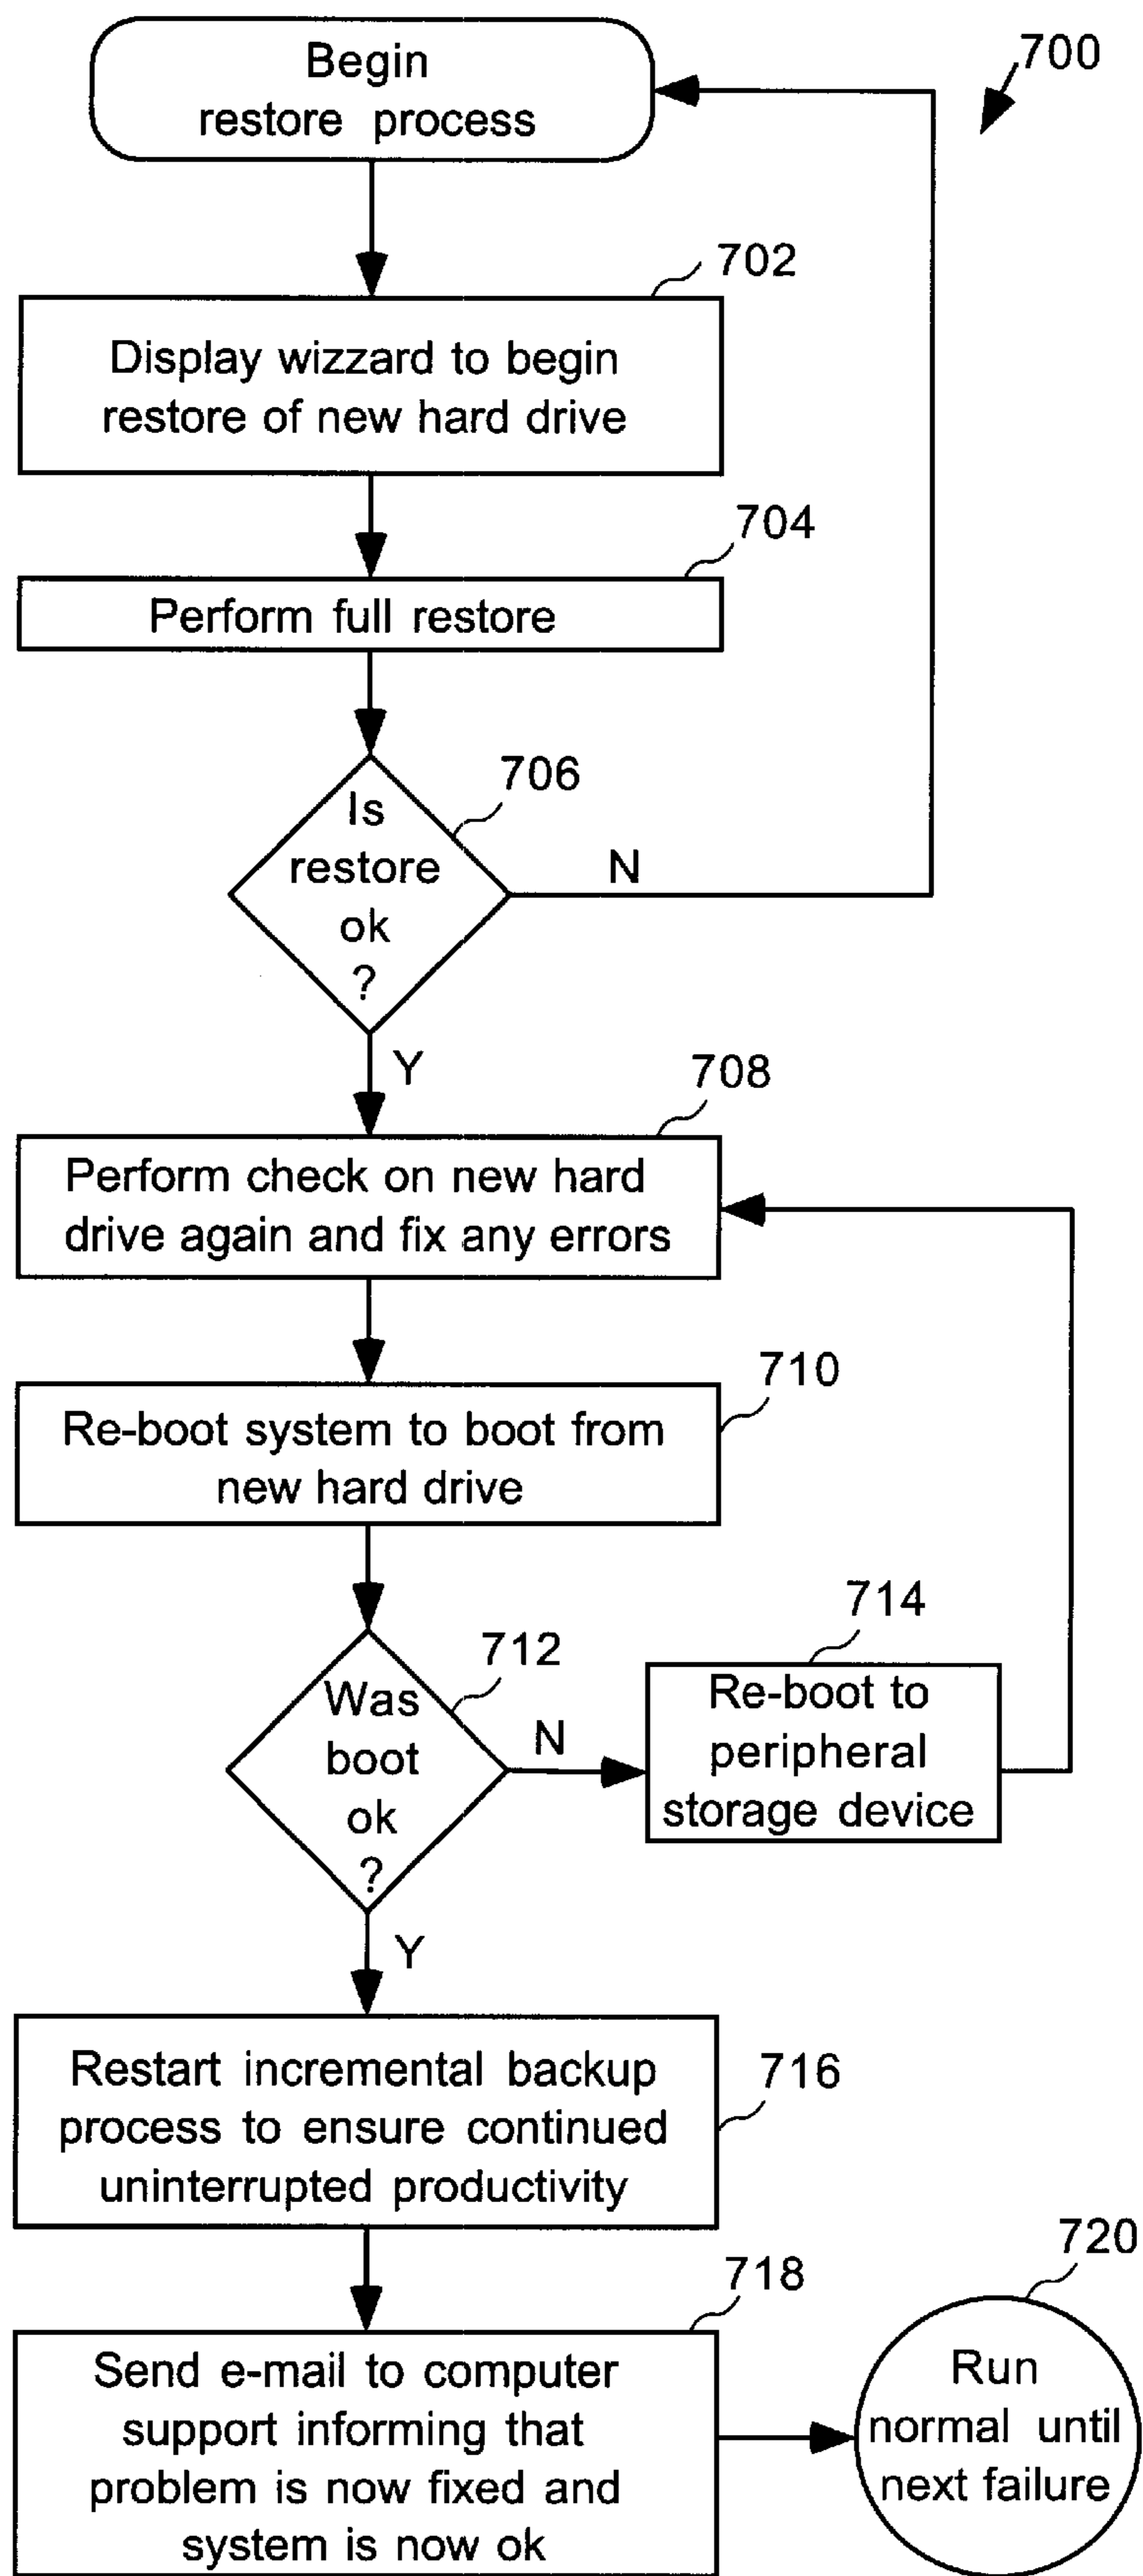 Begin
restore process
700
702
Display wizzard to begin
restore of new hard drive
704
Perform full restore
706
Is
restore
ok
?
N
Y
708
Perform check on new hard
drive again and fix any errors
710
Re-boot system to boot from
new hard drive
712
Was
boot
ok
?
N
714
Re-boot to
peripheral
storage device
Y
716
Restart incremental backup
process to ensure continued
uninterrupted productivity
718
Send e-mail to computer
support informing that
problem is now fixed and
system is now ok
720
Run
normal until
next failure